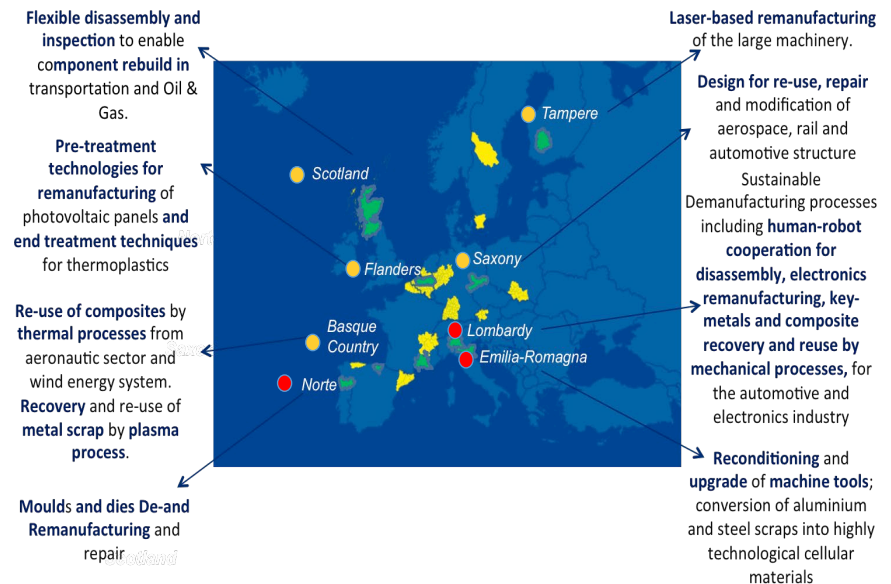 Flexible disassembly and
inspection to enable
component rebuild in
transportation and Oil &
Gas.
Pre-treatment
technologies for
remanufacturing of
photovoltaic panels and
end treatment techniques
for thermoplastics
Re-use of composites by
thermal processes from
aeronautic sector and
wind energy system.
Recovery and re-use of
metal scrap by plasma
process.
Moulds and dies De-and
Remanufacturing and
repair
Scotland
Tampere
Scotland
Saxony
Flanders
Basque
Country
Lombardy
Emilia-Romagna
Norte
Laser-based remanufacturing
of the large machinery.
Design for re-use, repair
and modification of
aerospace, rail and
automotive structure
Sustainable
Demanufacturing processes
including human-robot
cooperation for
disassembly, electronics
remanufacturing, key-
metals and composite
recovery and reuse by
mechanical processes, for
the automotive and
electronics industry
Reconditioning and
upgrade of machine tools;
conversion of aluminium
and steel scraps into highly
technological cellular
materials